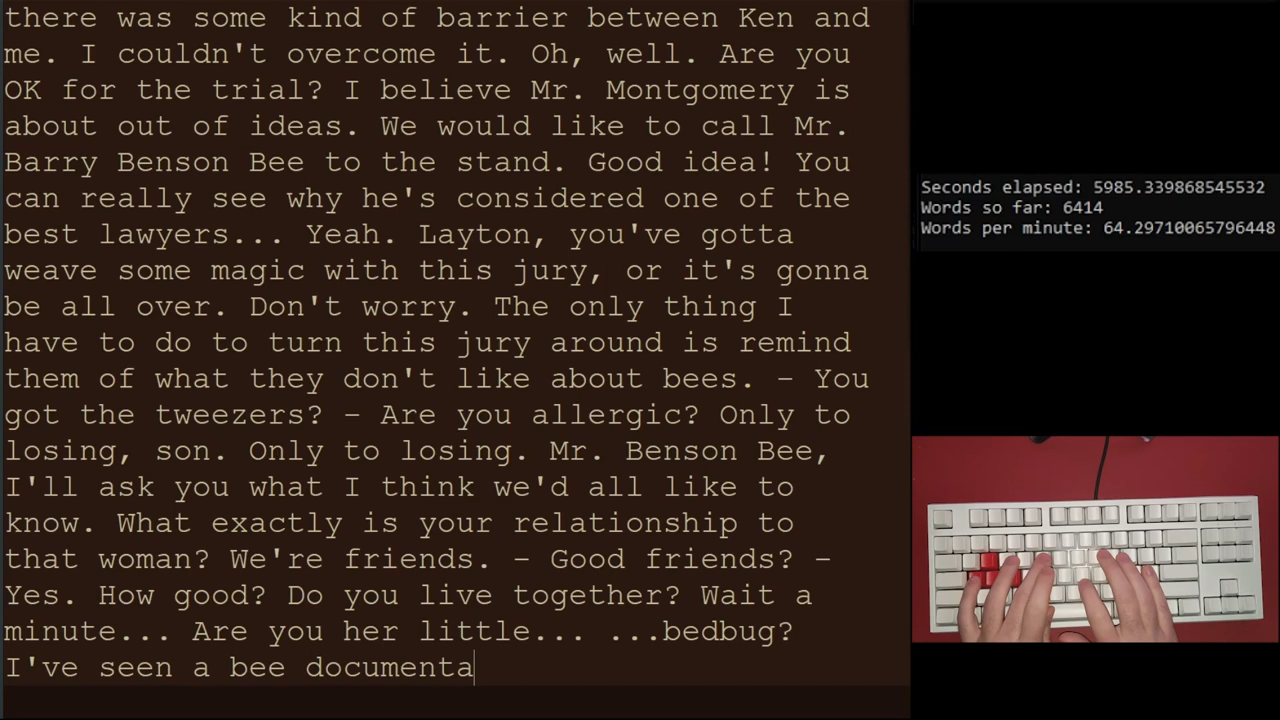 there was some kind of barrier between Ken and
me. I couldn't overcome it. Oh, well. Are you
OK for the trial? I believe Mr. Montgomery is
about out of ideas. We would like to call Mr.
Barry Benson Bee to the stand. Good idea! You
can really see why he's considered one of the
best lawyers... Yeah. Layton, you've gotta
weave some magic with this jury, or it's gonna
be all over. Don't worry. The only thing I
have to do to turn this jury around is remind
them of what they don't like about bees. - You
got the tweezers? - Are you allergic? Only to
losing, son. Only to losing. Mr. Benson Bee,
I'll ask you what I think we'd all like to
know. What exactly is your relationship to
that woman? We're friends. - Good friends? -
Yes. How good? Do you live together? Wait a
minute... Are you her little... ...bedbug?
I've seen a bee documenta
Seconds elapsed: 5985.339868545532
Words so far: 6414
Words per minute: 64.29710065796448